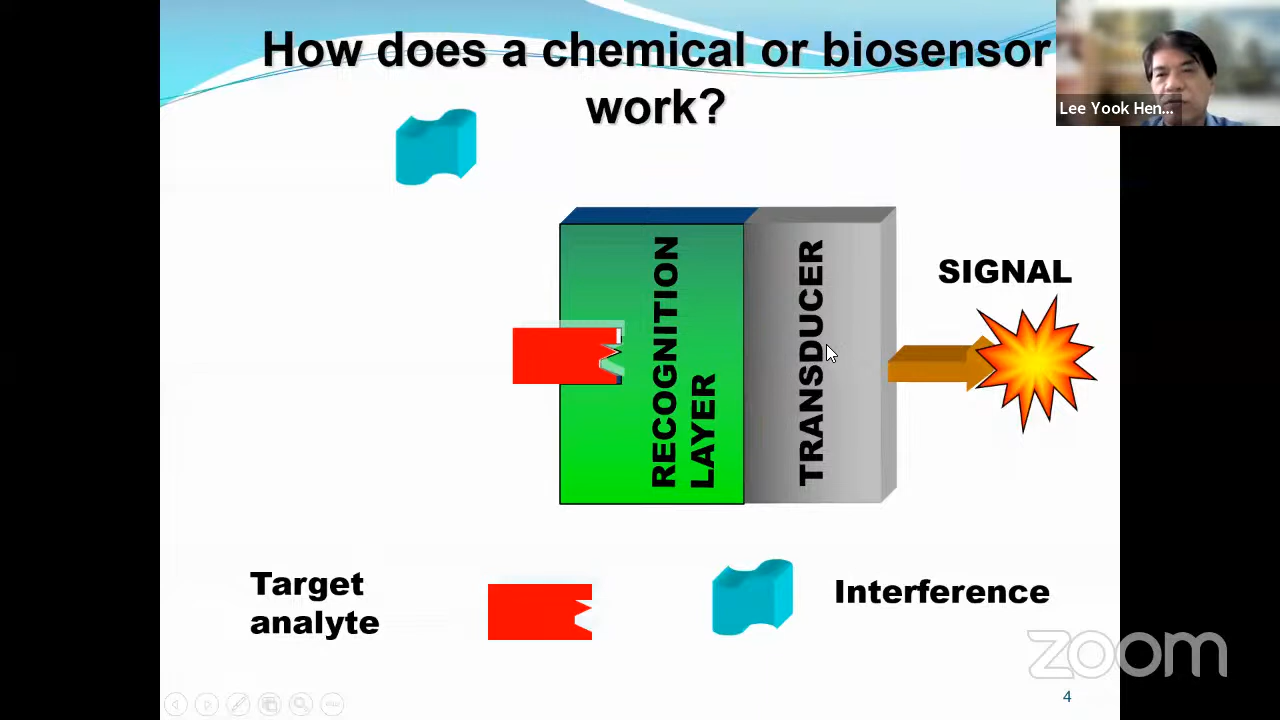 How does a chemical or biosensor
work?
Lee Yook Hen...
RECOGNITION
LAYER
TRANSDUCER
SIGNAL
Target
analyte
Interference
zoom
4